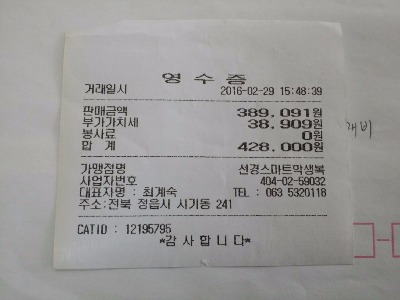 영 수 증
거래일시 2016-02-29 15:48:39
판매금액 389,091원
부가가치세 38,909원
봉사료 0원
합 계 428,000원
가맹점명 선경스마트학생복
사업자번호 404-02-59032
대표자명 : 최계숙 TEL : 063 5320118
주소:전북 정읍시 시기동 241
CATID : 12195795
*감 사 합 니 다*